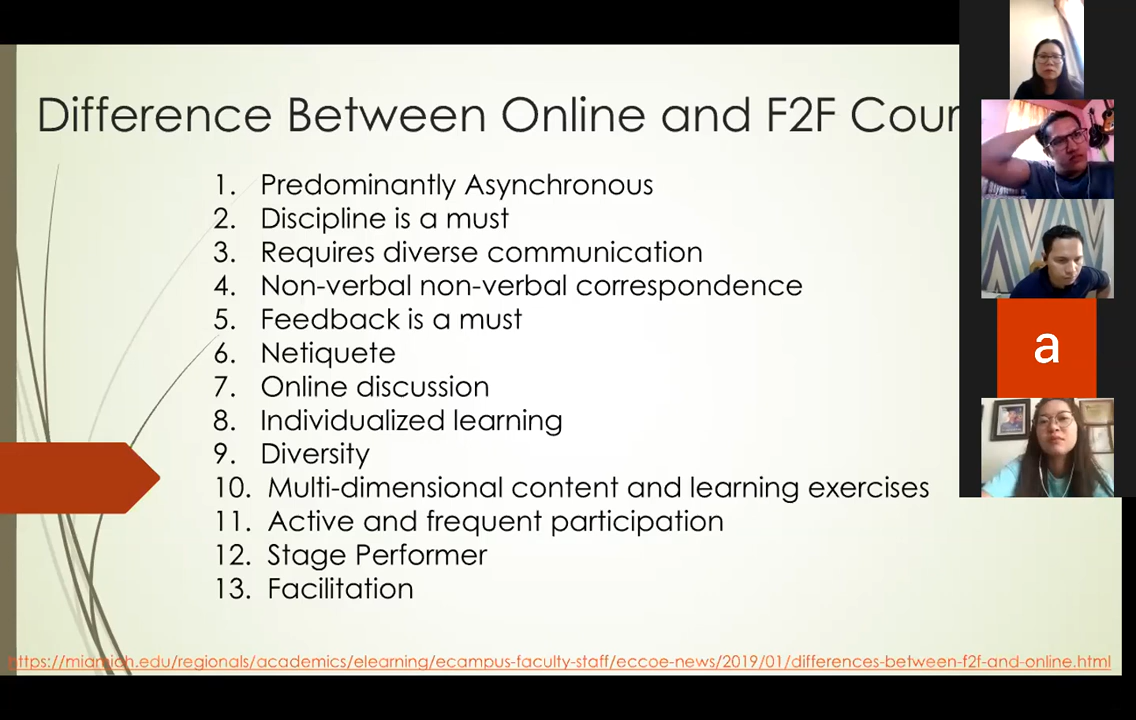 Difference Between Online and F2F Cour
1. Predominantly Asynchronous
2. Discipline is a must
3. Requires diverse communication
4. Non-verbal non-verbal correspondence
5. Feedback is a must
6. Netiquete
7. Online discussion
8. Individualized learning
9. Diversity
10. Multi-dimensional content and learning exercises
11. Active and frequent participation
12. Stage Performer
13. Facilitation
https://miamioh.edu/regionals/academics/elearning/ecampus-faculty-staff/eccoe-news/2019/01/differences-between-f2f-and-online.html
a